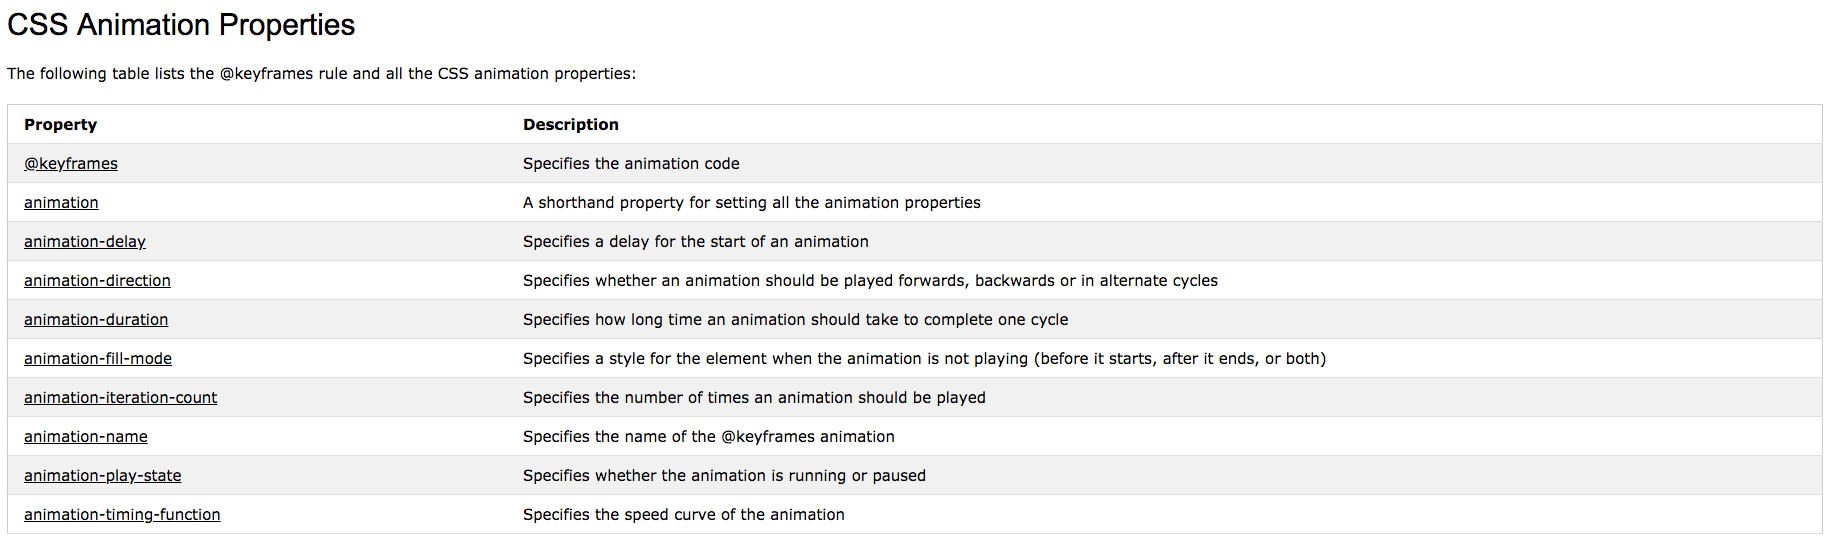 CSS Animation Properties
The following table lists the @keyframes rule and all the CSS animation properties:
Property Description
@keyframes Specifies the animation code
animation A shorthand property for setting all the animation properties
animation-delay Specifies a delay for the start of an animation
animation-direction Specifies whether an animation should be played forwards, backwards or in alternate cycles
animation-duration Specifies how long time an animation should take to complete one cycle
animation-fill-mode Specifies a style for the element when the animation is not playing (before it starts, after it ends, or both)
animation-iteration-count Specifies the number of times an animation should be played
animation-name Specifies the name of the @keyframes animation
animation-play-state Specifies whether the animation is running or paused
animation-timing-function Specifies the speed curve of the animation